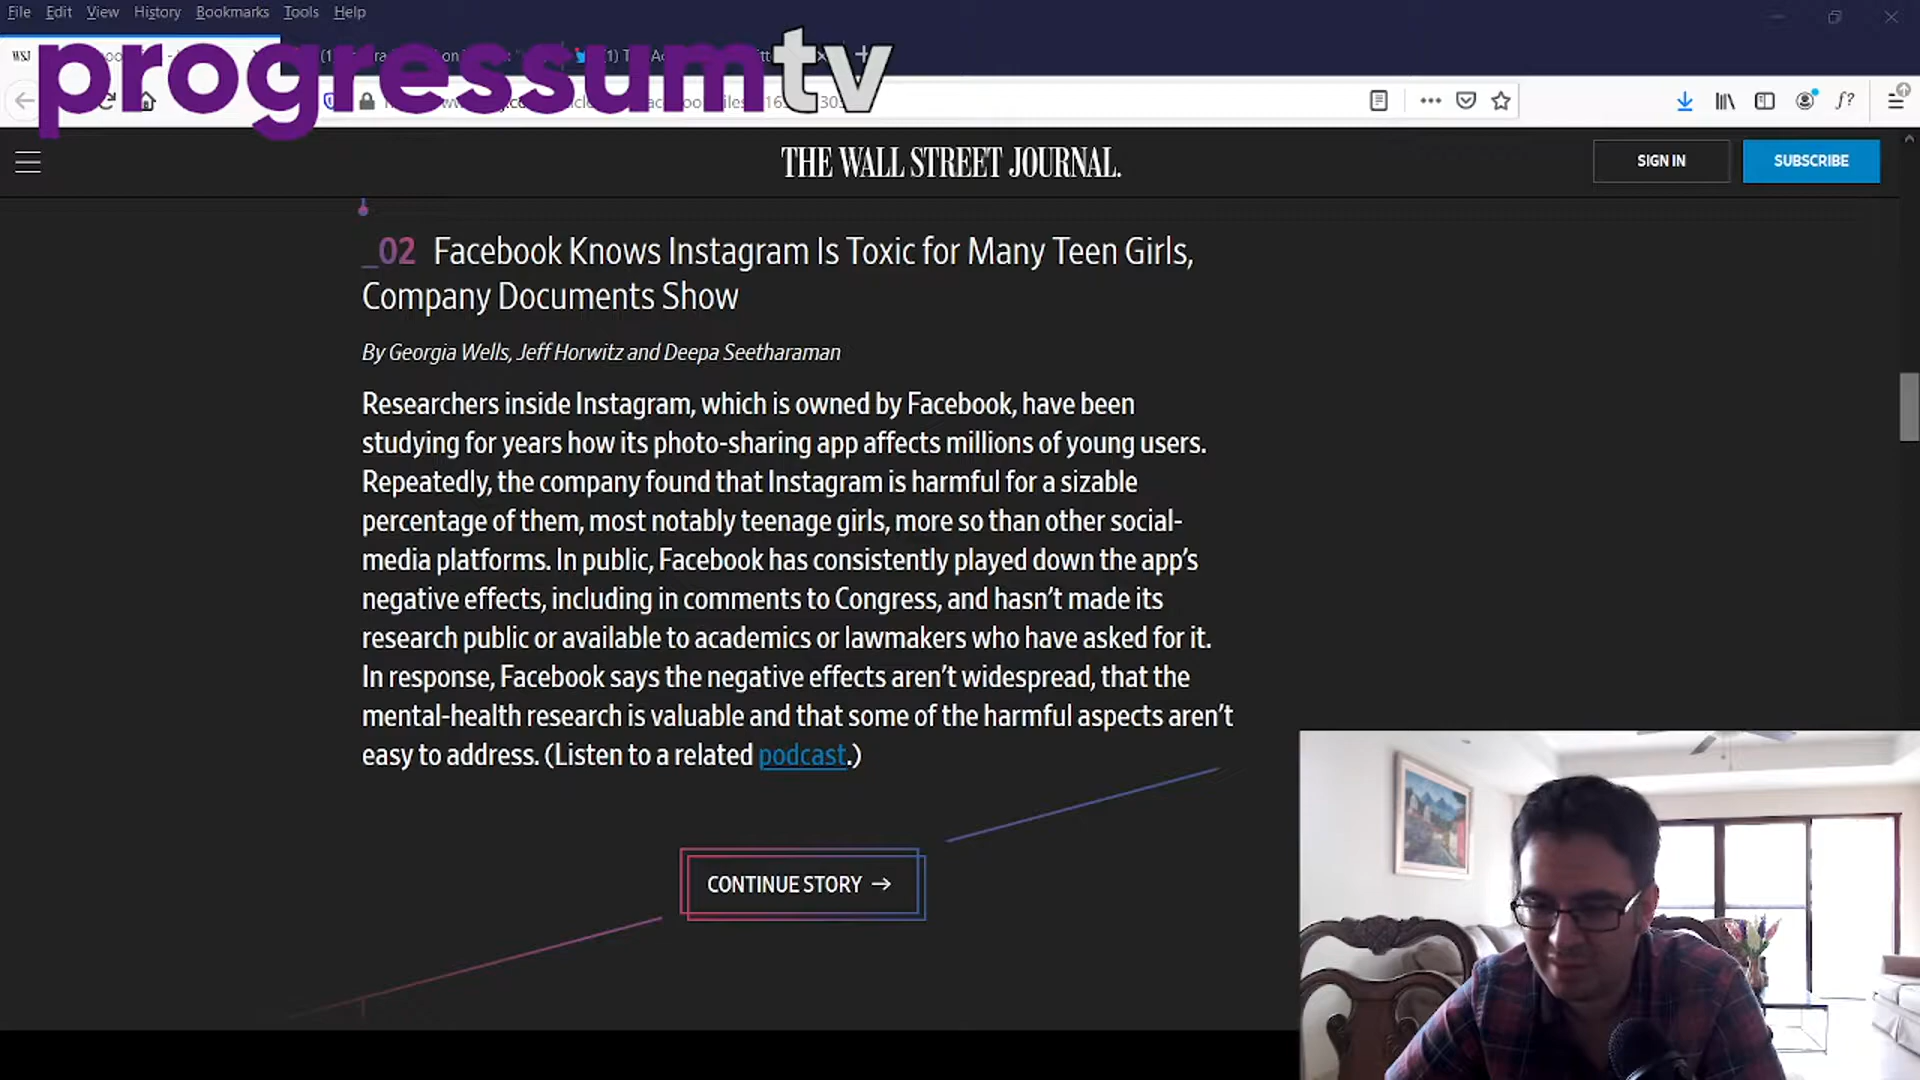 File Edit View History Bookmarks Tools Help
progressumtv
THE WALL STREET JOURNAL.
SIGN IN
SUBSCRIBE
_02 Facebook Knows Instagram Is Toxic for Many Teen Girls,
Company Documents Show
By Georgia Wells, Jeff Horwitz and Deepa Seetharaman
Researchers inside Instagram, which is owned by Facebook, have been
studying for years how its photo-sharing app affects millions of young users.
Repeatedly, the company found that Instagram is harmful for a sizable
percentage of them, most notably teenage girls, more so than other social-
media platforms. In public, Facebook has consistently played down the app’s
negative effects, including in comments to Congress, and hasn’t made its
research public or available to academics or lawmakers who have asked for it.
In response, Facebook says the negative effects aren’t widespread, that the
mental-health research is valuable and that some of the harmful aspects aren’t
easy to address. (Listen to a related podcast.)
CONTINUE STORY →